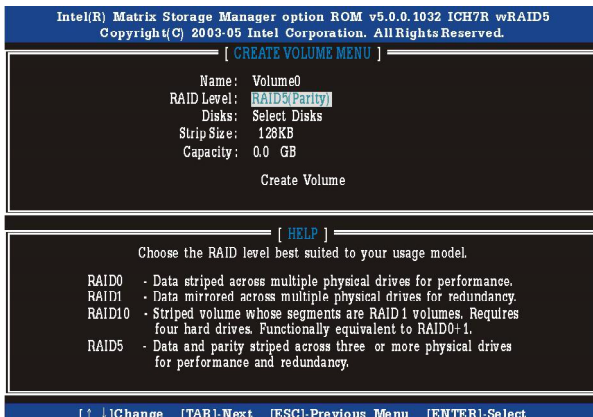 Intel(R) Matrix Storage Manager option ROM v5.0.0.1032 ICH7R wRAID5
Copyright(C) 2003-05 Intel Corporation. All Rights Reserved.
[ CREATE VOLUME MENU ]
Name: Volume0
RAID Level: RAID5(Parity)
Disks: Select Disks
Strip Size: 128KB
Capacity: 0.0 GB
Create Volume
[ HELP ]
Choose the RAID level best suited to your usage model.
RAID0 - Data striped across multiple physical drives for performance.
RAID1 - Data mirrored across multiple physical drives for redundancy.
RAID10 - Striped volume whose segments are RAID 1 volumes. Requires
four hard drives. Functionally equivalent to RAID0+1.
RAID5 - Data and parity striped across three or more physical drives
for performance and redundancy.
[↑ ↓]Change [TAB]-Next [ESC]-Previous Menu [ENTER]-Select